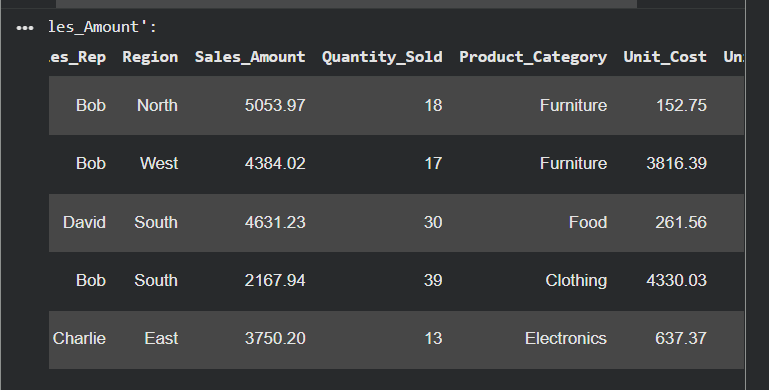 les_Amount':
es_Rep Region Sales_Amount Quantity_Sold Product_Category Unit_Cost Un
Bob North 5053.97 18 Furniture 152.75
Bob West 4384.02 17 Furniture 3816.39
David South 4631.23 30 Food 261.56
Bob South 2167.94 39 Clothing 4330.03
Charlie East 3750.20 13 Electronics 637.37